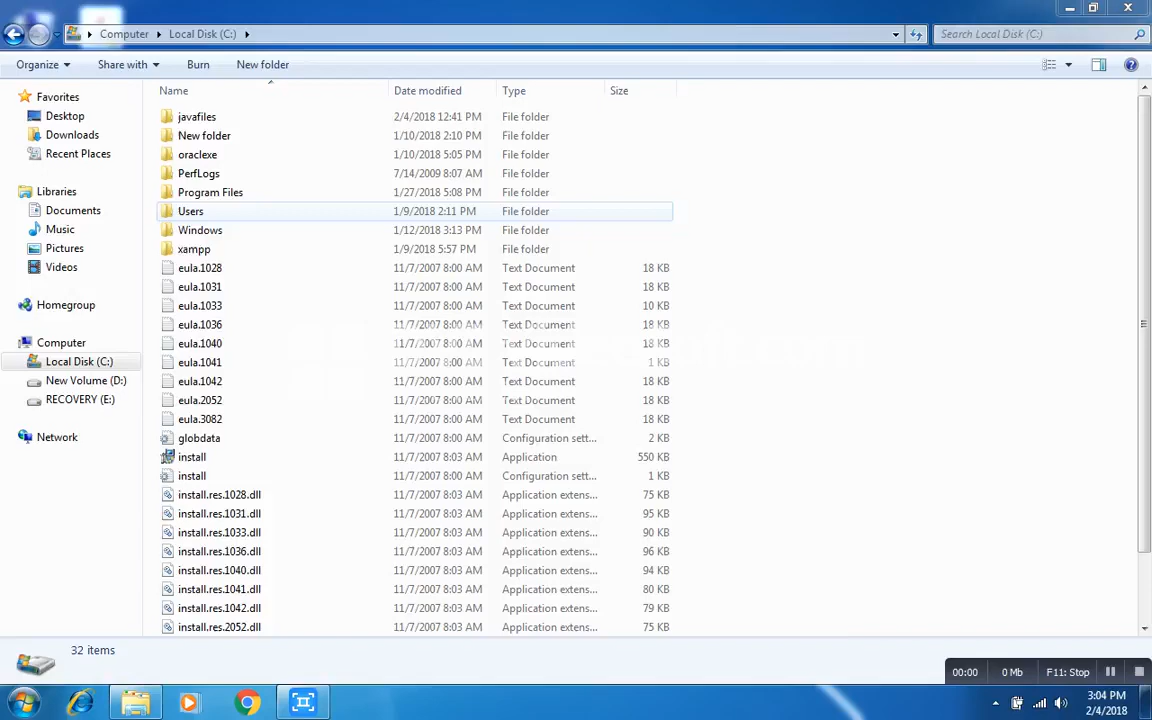 Computer Local Disk (C:)
Search Local Disk (C:)
Organize Share with Burn New folder
Name Date modified Type Size
Favorites
Desktop
Downloads
Recent Places
Libraries
Documents
Music
Pictures
Videos
Homegroup
Computer
Local Disk (C:)
New Volume (D:)
RECOVERY (E:)
Network
javafiles 2/4/2018 12:41 PM File folder
New folder 1/10/2018 2:10 PM File folder
oraclexe 1/10/2018 5:05 PM File folder
PerfLogs 7/14/2009 8:07 AM File folder
Program Files 1/27/2018 5:08 PM File folder
Users 1/9/2018 2:11 PM File folder
Windows 1/12/2018 3:13 PM File folder
xampp 1/9/2018 5:57 PM File folder
eula.1028 11/7/2007 8:00 AM Text Document 18 KB
eula.1031 11/7/2007 8:00 AM Text Document 18 KB
eula.1033 11/7/2007 8:00 AM Text Document 10 KB
eula.1036 11/7/2007 8:00 AM Text Document 18 KB
eula.1040 11/7/2007 8:00 AM Text Document 18 KB
eula.1041 11/7/2007 8:00 AM Text Document 1 KB
eula.1042 11/7/2007 8:00 AM Text Document 18 KB
eula.2052 11/7/2007 8:00 AM Text Document 18 KB
eula.3082 11/7/2007 8:00 AM Text Document 18 KB
globdata 11/7/2007 8:00 AM Configuration sett... 2 KB
install 11/7/2007 8:03 AM Application 550 KB
install 11/7/2007 8:00 AM Configuration sett... 1 KB
install.res.1028.dll 11/7/2007 8:03 AM Application extens... 75 KB
install.res.1031.dll 11/7/2007 8:03 AM Application extens... 95 KB
install.res.1033.dll 11/7/2007 8:03 AM Application extens... 90 KB
install.res.1036.dll 11/7/2007 8:03 AM Application extens... 96 KB
install.res.1040.dll 11/7/2007 8:03 AM Application extens... 94 KB
install.res.1041.dll 11/7/2007 8:03 AM Application extens... 80 KB
install.res.1042.dll 11/7/2007 8:03 AM Application extens... 79 KB
install.res.2052.dll 11/7/2007 8:03 AM Application extens... 75 KB
32 items
00:00 0 Mb F11: Stop
3:04 PM
2/4/2018